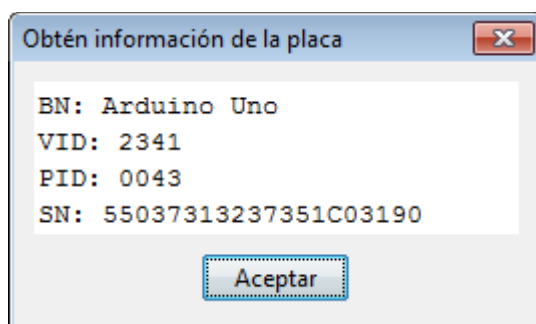 Obtén información de la placa
BN: Arduino Uno
VID: 2341
PID: 0043
SN: 55037313237351C03190
Aceptar